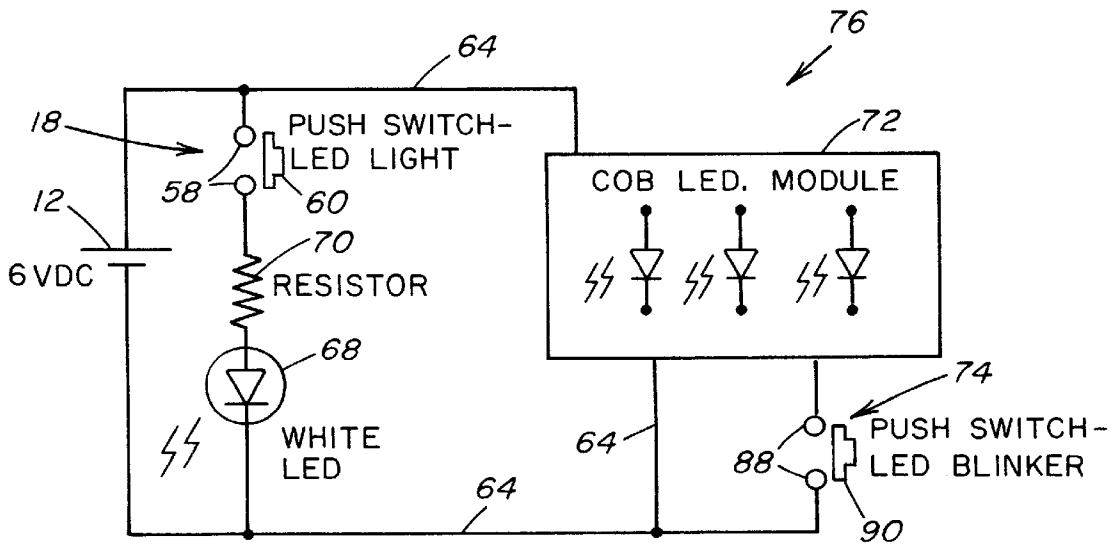 76
64
72
18
PUSH SWITCH-
LED LIGHT
58
60
COB LED. MODULE
12
6 VDC
70
RESISTOR
68
WHITE
LED
74
PUSH SWITCH-
LED BLINKER
64
88
64
90